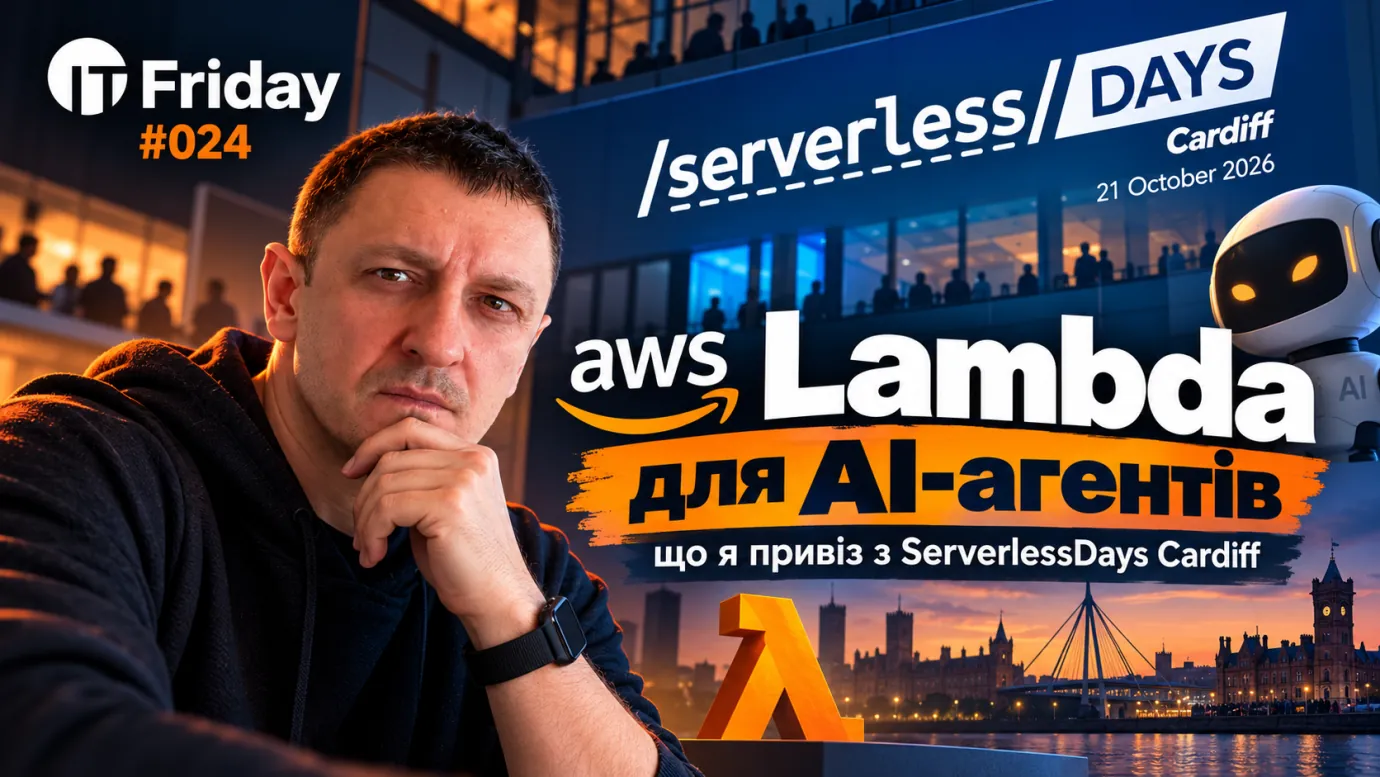 IT Friday
#024
/serverless/DAYS
Cardiff
21 October 2026
aws Lambda
для AI-агентів
що я привіз з ServerlessDays Cardiff
AI